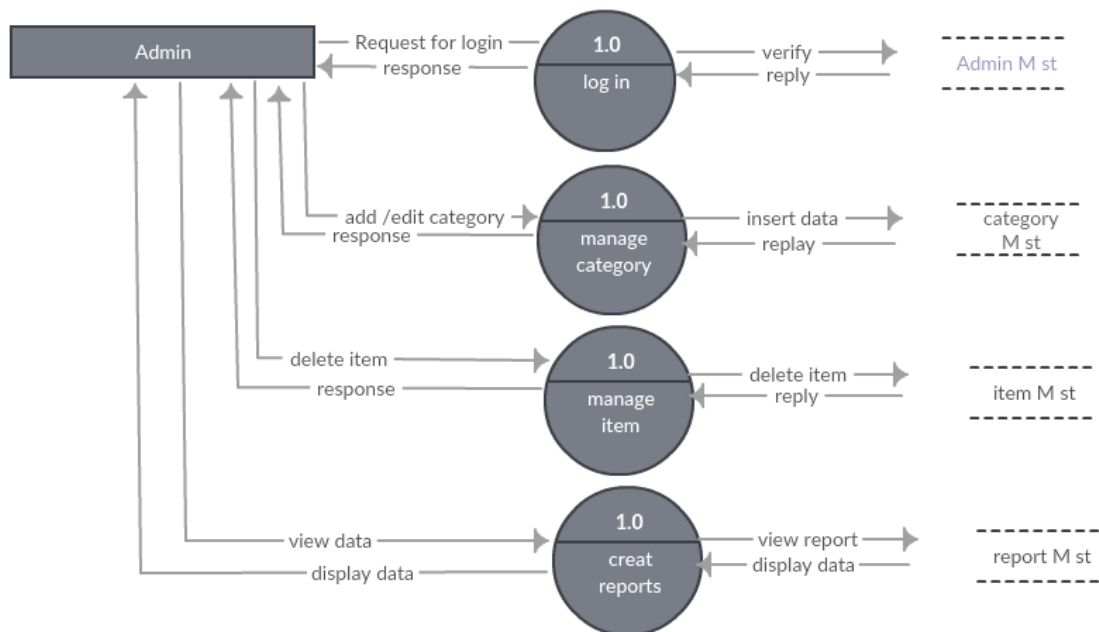 Admin
Request for login
response
1.0
log in
verify
reply
Admin M st
add /edit category
response
1.0
manage
category
insert data
replay
category
M st
delete item
response
1.0
manage
item
delete item
reply
item M st
view data
display data
1.0
creat
reports
view report
display data
report M st